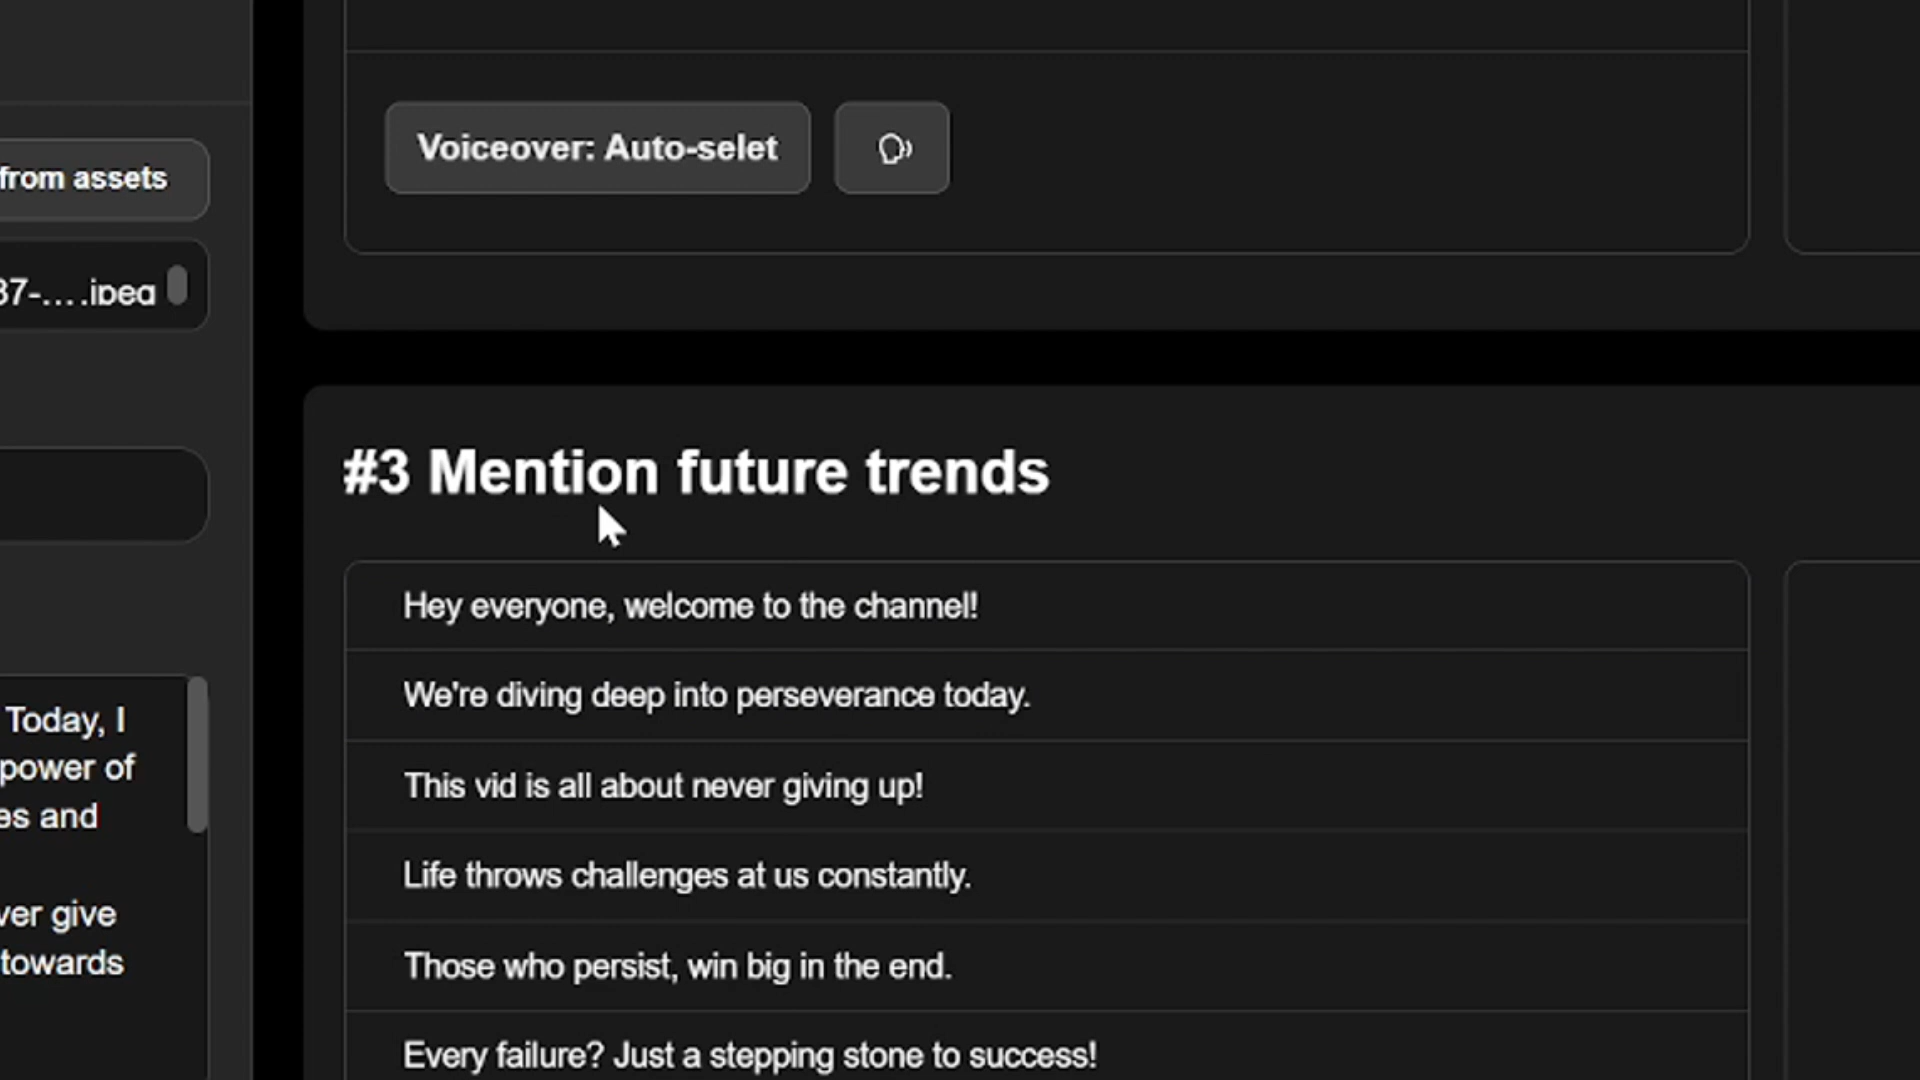 from assets
37-….jpeg
Today, I
power of
es and
ver give
towards
Voiceover: Auto-selet
#3 Mention future trends
Hey everyone, welcome to the channel!
We're diving deep into perseverance today.
This vid is all about never giving up!
Life throws challenges at us constantly.
Those who persist, win big in the end.
Every failure? Just a stepping stone to success!